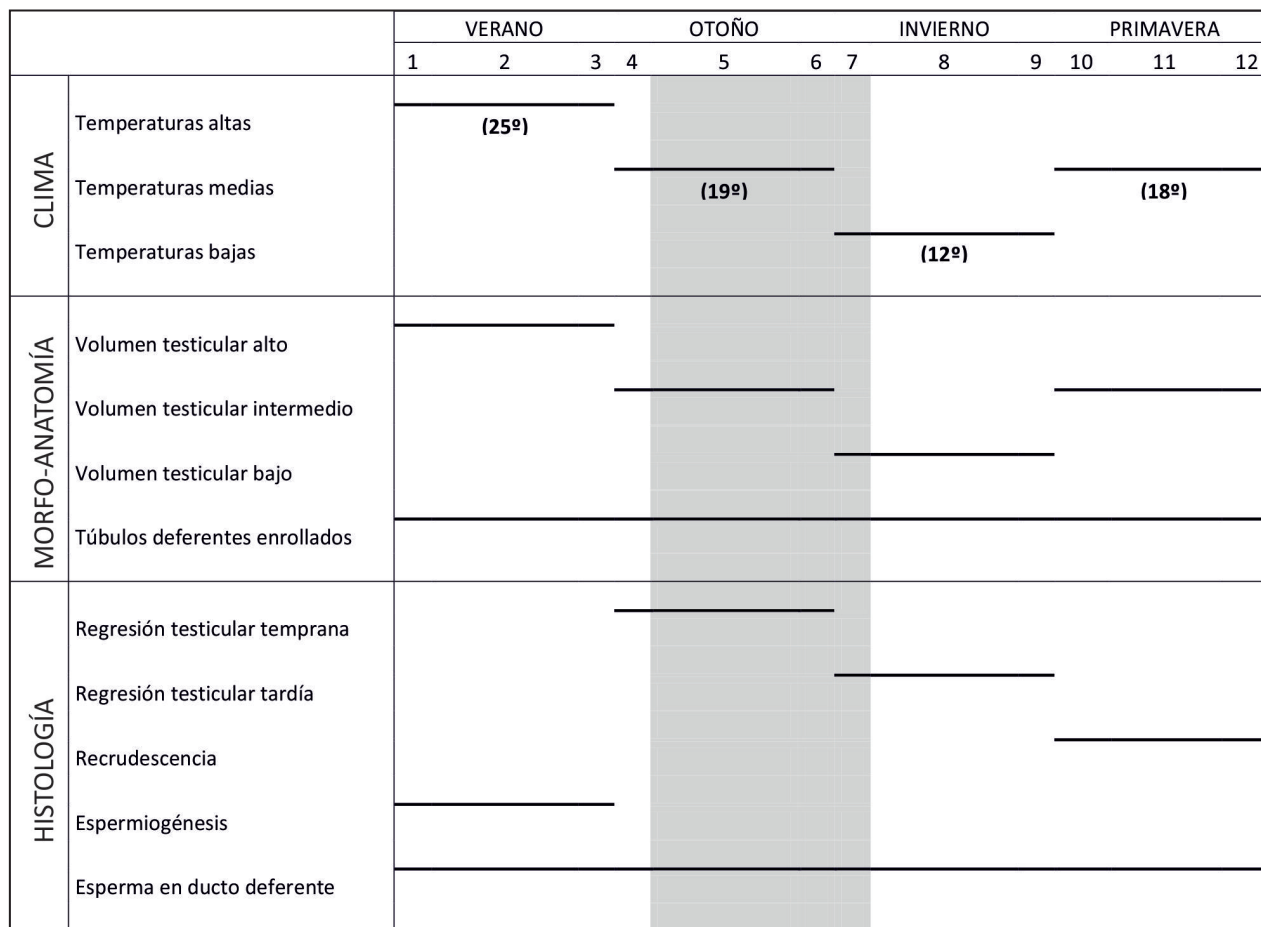 VERANO OTOÑO INVIERNO PRIMAVERA
1 2 3 4 5 6 7 8 9 10 11 12
CLIMA
Temperaturas altas
(25º)
Temperaturas medias
(19º) (18º)
Temperaturas bajas
(12º)
MORFO-ANATOMÍA
Volumen testicular alto
Volumen testicular intermedio
Volumen testicular bajo
Túbulos deferentes enrollados
HISTOLOGÍA
Regresión testicular temprana
Regresión testicular tardía
Recrudescencia
Espermiogénesis
Esperma en ducto deferente